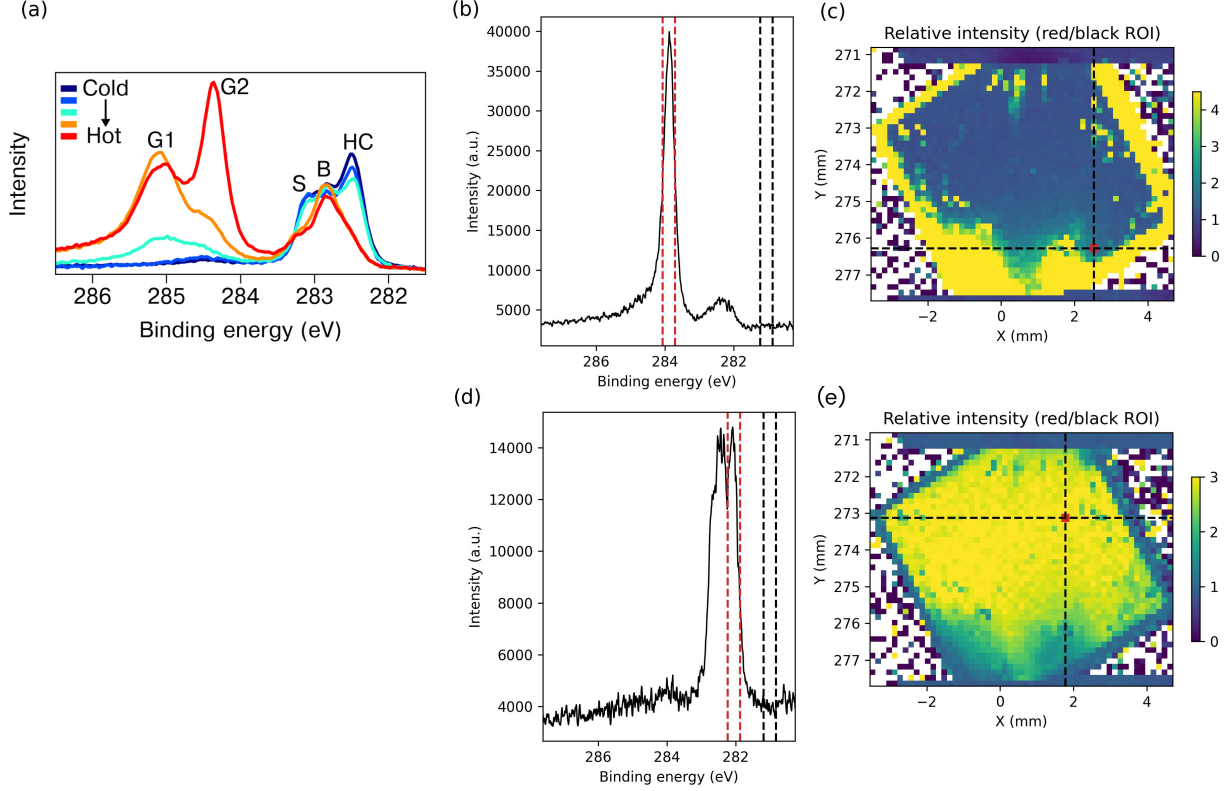 (a)
Cold
Hot
G1
G2
S
B
HC
Intensity
286
285
284
283
282
Binding energy (eV)
(b)
40000
35000
30000
25000
20000
15000
10000
5000
Intensity (a.u.)
286
284
282
Binding energy (eV)
(c)
Relative intensity (red/black ROI)
271
272
273
274
275
276
277
Y (mm)
−2
0
2
4
X (mm)
4
3
2
1
0
(d)
14000
12000
10000
8000
6000
4000
Intensity (a.u.)
286
284
282
Binding energy (eV)
(e)
Relative intensity (red/black ROI)
271
272
273
274
275
276
277
Y (mm)
−2
0
2
4
X (mm)
3
2
1
0